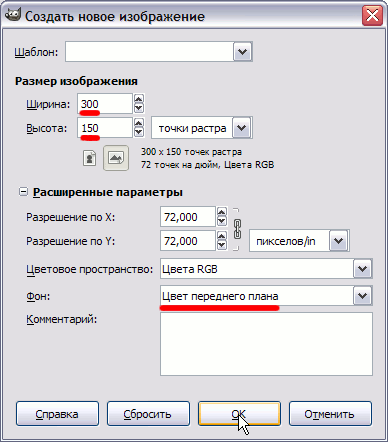 Создать новое изображение
Шаблон:
Размер изображения
Ширина: 300
Высота: 150 точки растра
300 x 150 точек растра
72 точек на дюйм, Цвета RGB
Расширенные параметры
Разрешение по X: 72,000
Разрешение по Y: 72,000 пикселов/in
Цветовое пространство: Цвета RGB
Фон: Цвет переднего плана
Комментарий:
Справка Сбросить OK Отменить